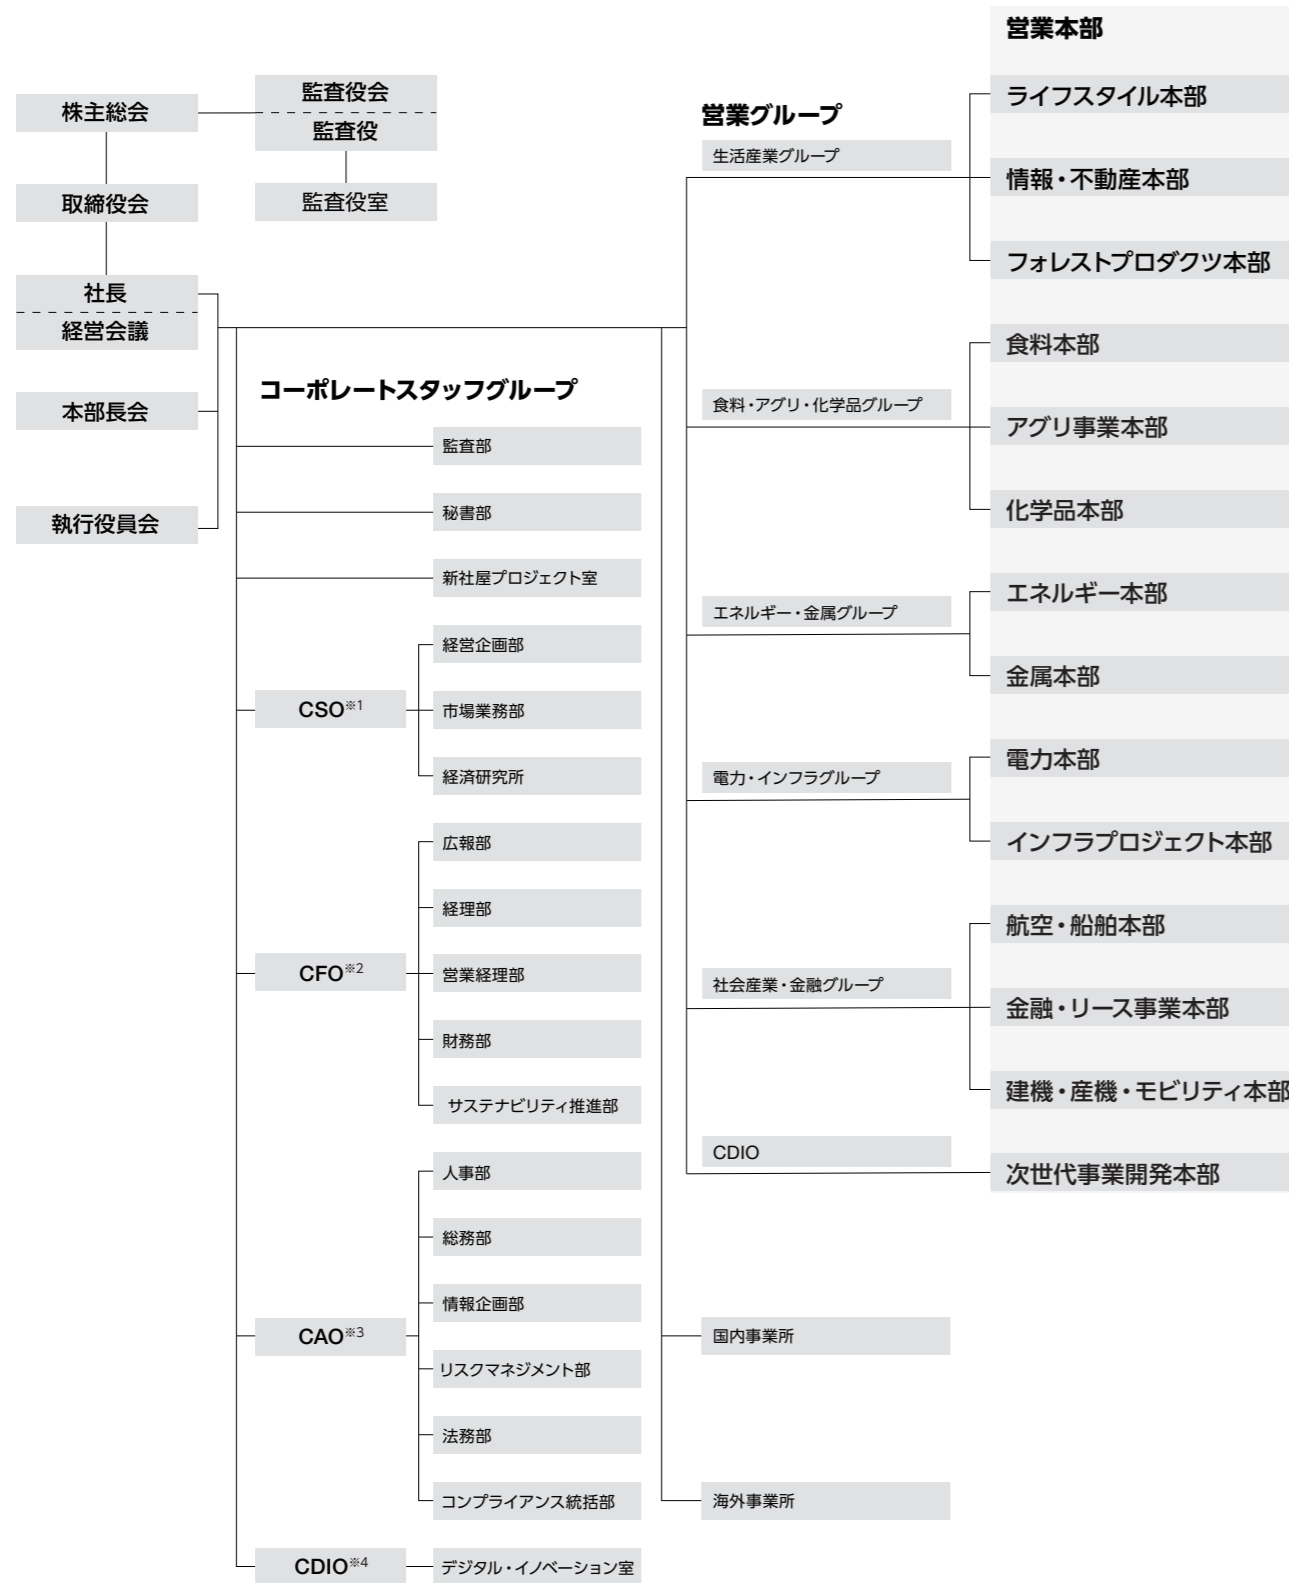 株主総会
監査役会
監査役
監査役室
取締役会
社長
経営会議
本部長会
執行役員会
コーポレートスタッフグループ
監査部
秘書部
新社屋プロジェクト室
CSO※1
経営企画部
市場業務部
経済研究所
CFO※2
広報部
経理部
営業経理部
財務部
サステナビリティ推進部
CAO※3
人事部
総務部
情報企画部
リスクマネジメント部
法務部
コンプライアンス統括部
CDIO※4
デジタル・イノベーション室
営業グループ
生活産業グループ
食料・アグリ・化学品グループ
エネルギー・金属グループ
電力・インフラグループ
社会産業・金融グループ
CDIO
国内事業所
海外事業所
営業本部
ライフスタイル本部
情報・不動産本部
フォレストプロダクツ本部
食料本部
アグリ事業本部
化学品本部
エネルギー本部
金属本部
電力本部
インフラプロジェクト本部
航空・船舶本部
金融・リース事業本部
建機・産機・モビリティ本部
次世代事業開発本部